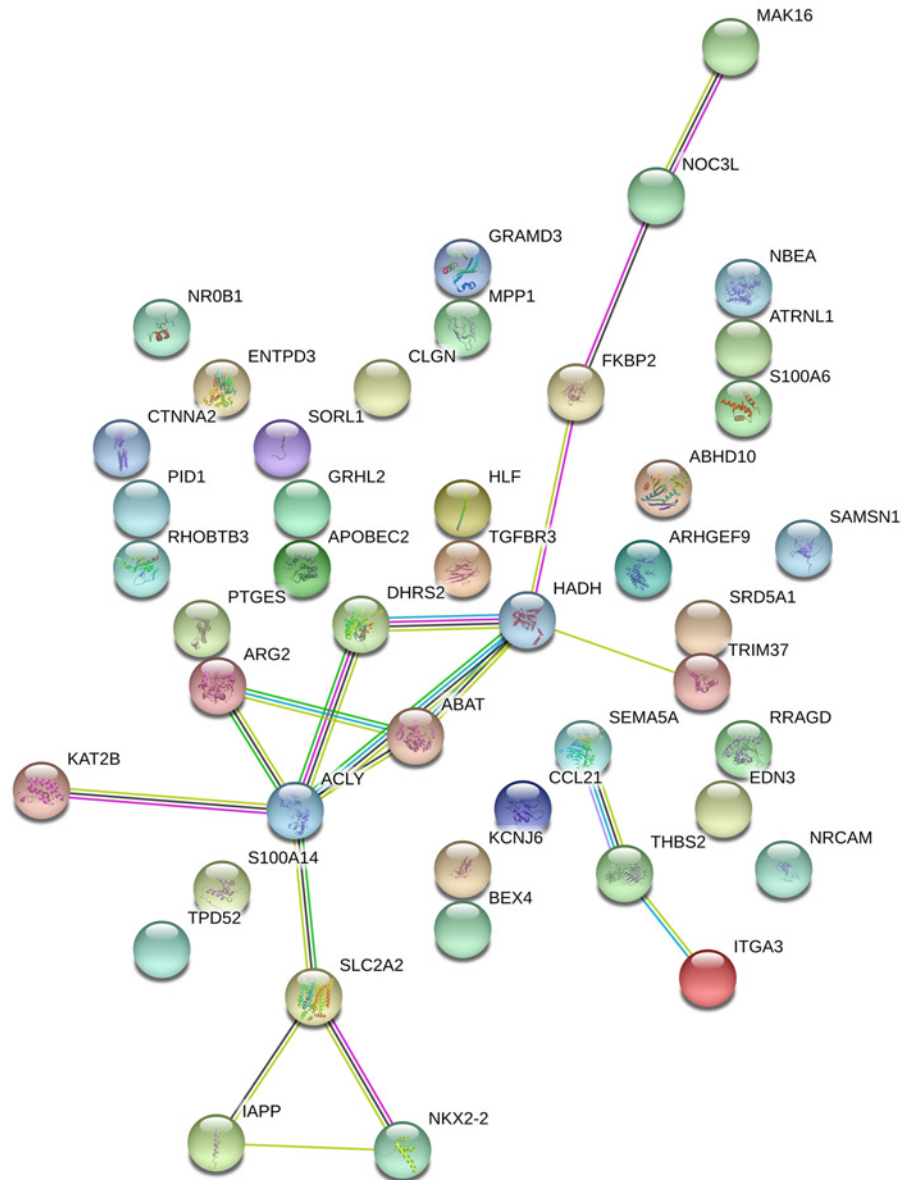 MAK16
NOC3L
GRAMD3
NBEA
NR0B1
MPP1
ATRNL1
ENTPD3
CLGN
FKBP2
S100A6
CTNNA2
SORL1
ABHD10
PID1
GRHL2
HLF
SAMSN1
RHOBTB3
APOBEC2
TGFBR3
ARHGEF9
PTGES
DHRS2
HADH
SRD5A1
ARG2
TRIM37
ABAT
SEMA5A
RRAGD
KAT2B
ACLY
CCL21
EDN3
KCNJ6
THBS2
NRCAM
S100A14
BEX4
TPD52
ITGA3
SLC2A2
IAPP
NKX2-2